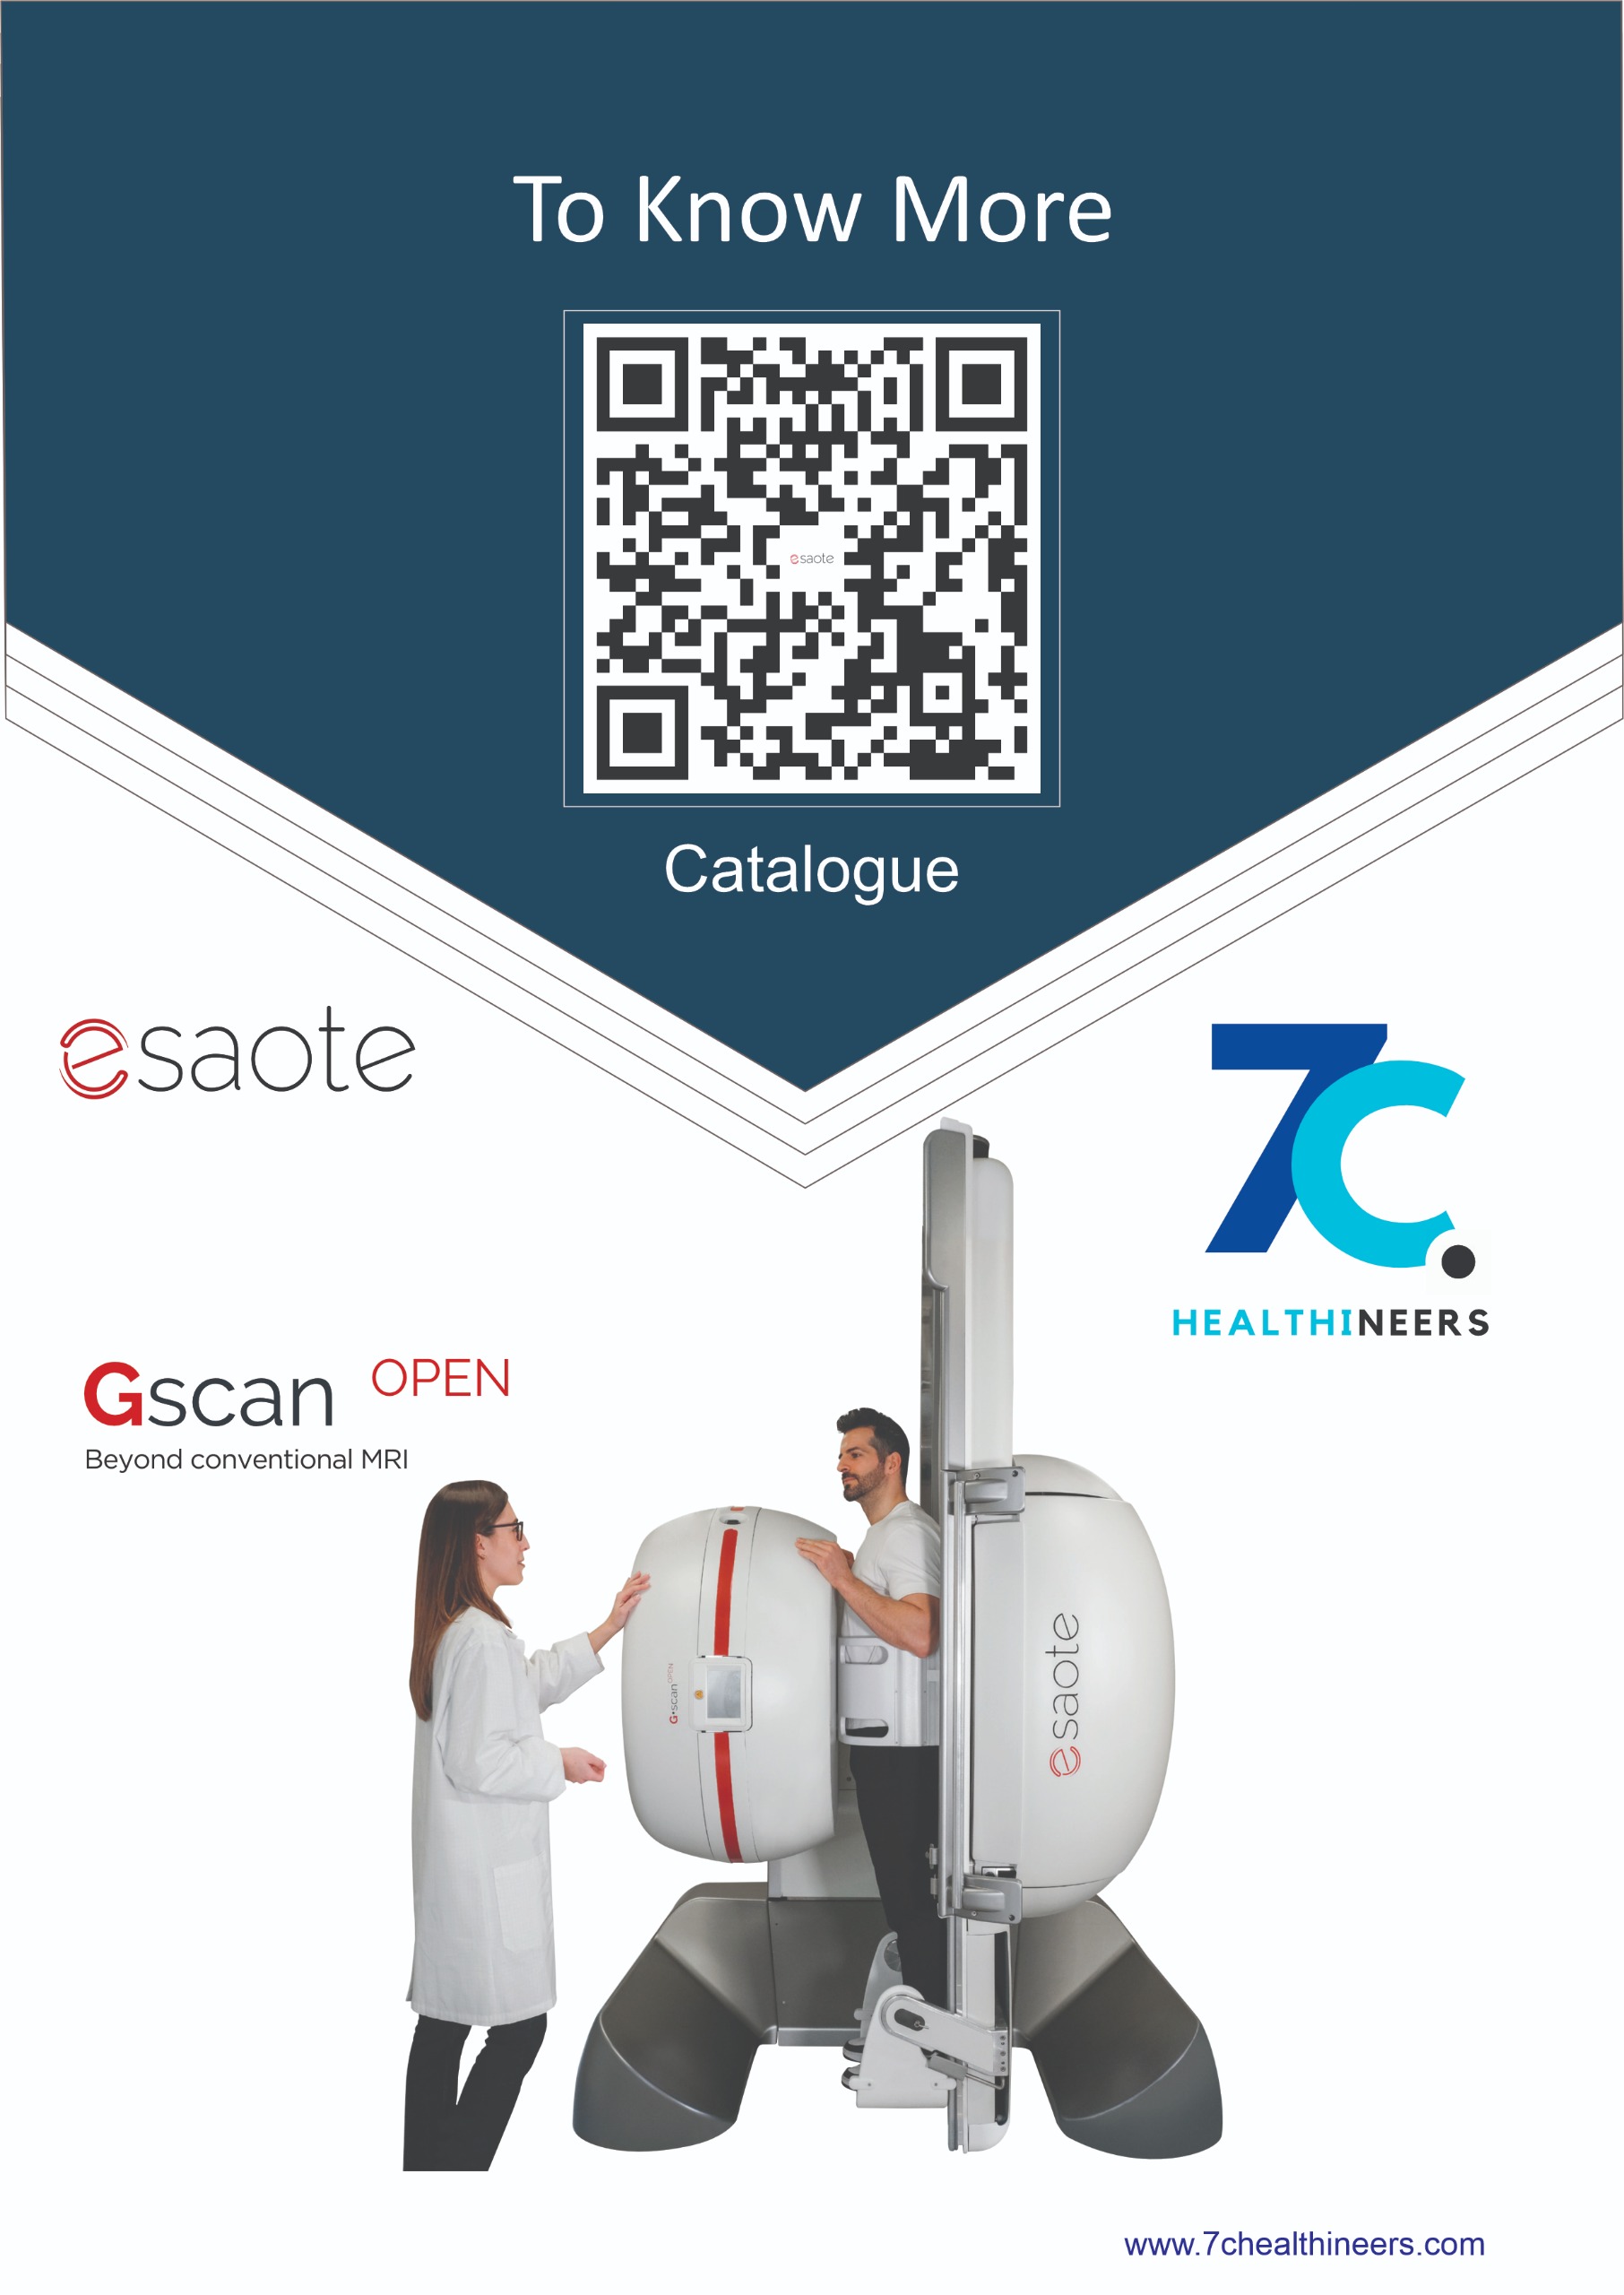 To Know More
esaote
Catalogue
esaote
7C.
HEALTHINEERS
Gscan OPEN
Beyond conventional MRI
G-scan OPEN
esaote
www.7chealthineers.com